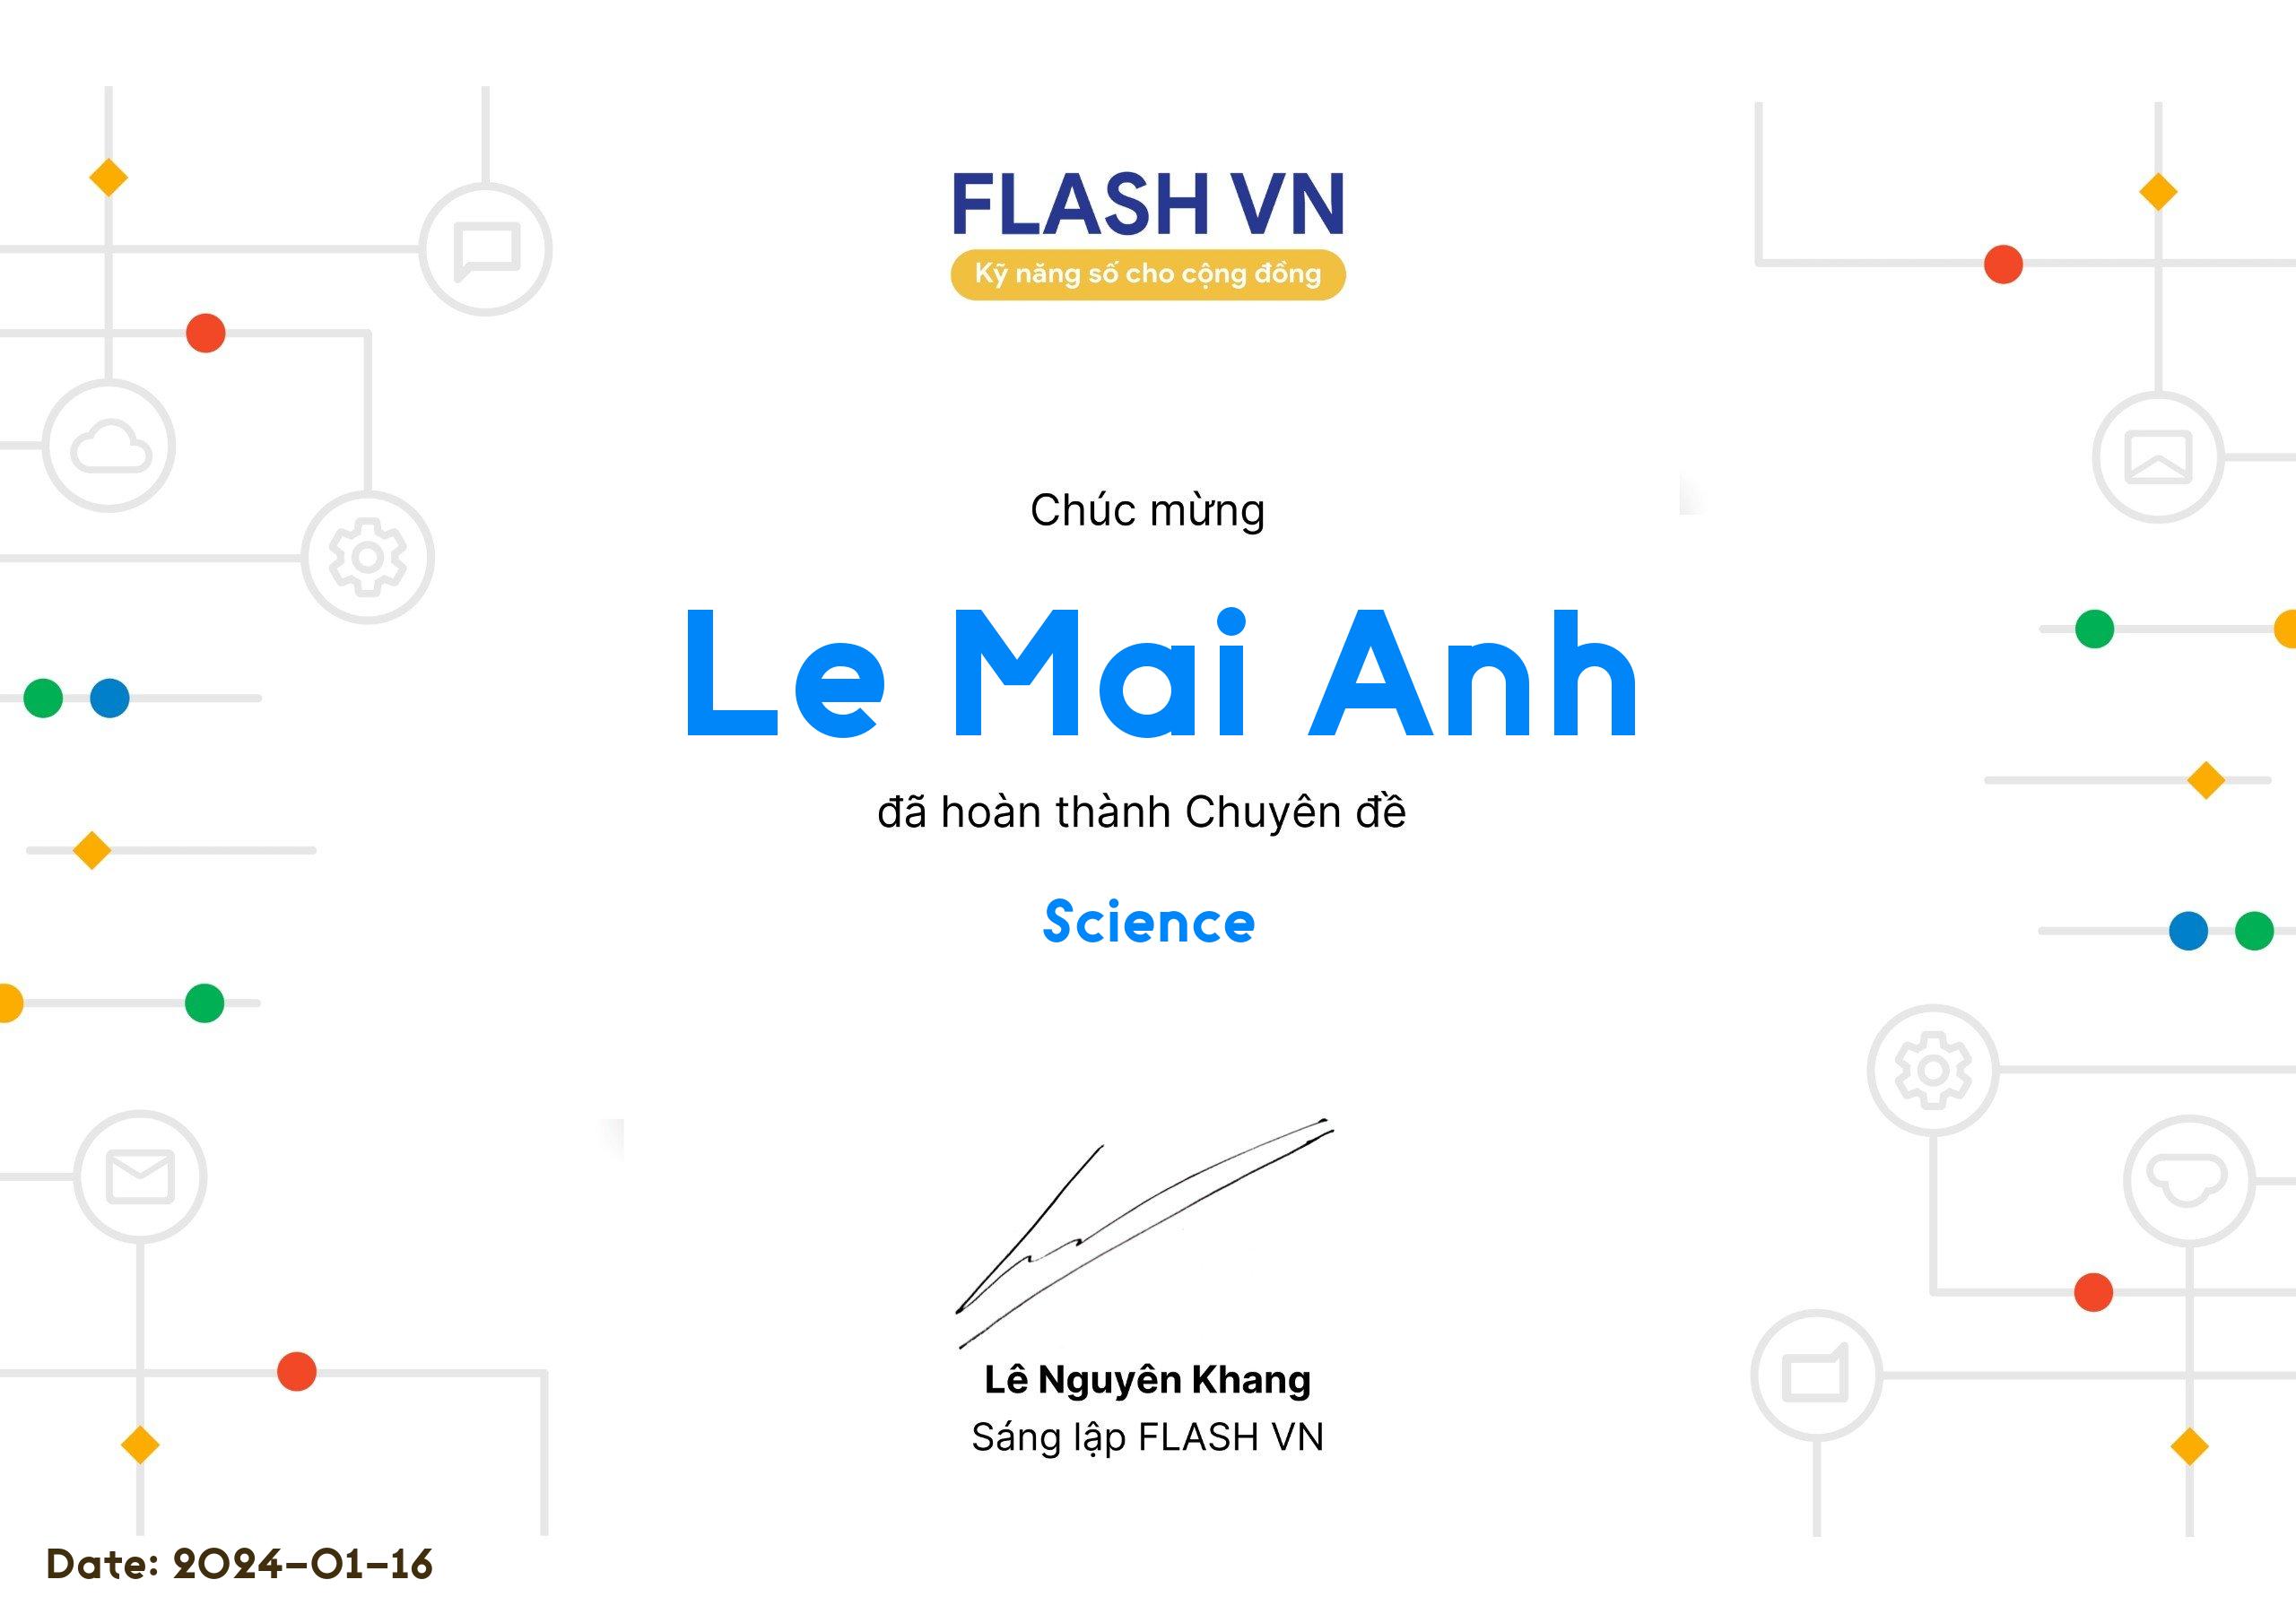 FLASH VN
Kỹ năng số cho cộng đồng
Chúc mừng
Le Mai Anh
đã hoàn thành Chuyên đề
Science
Lê Nguyên Khang
Sáng lập FLASH VN
Date: 2024-01-16